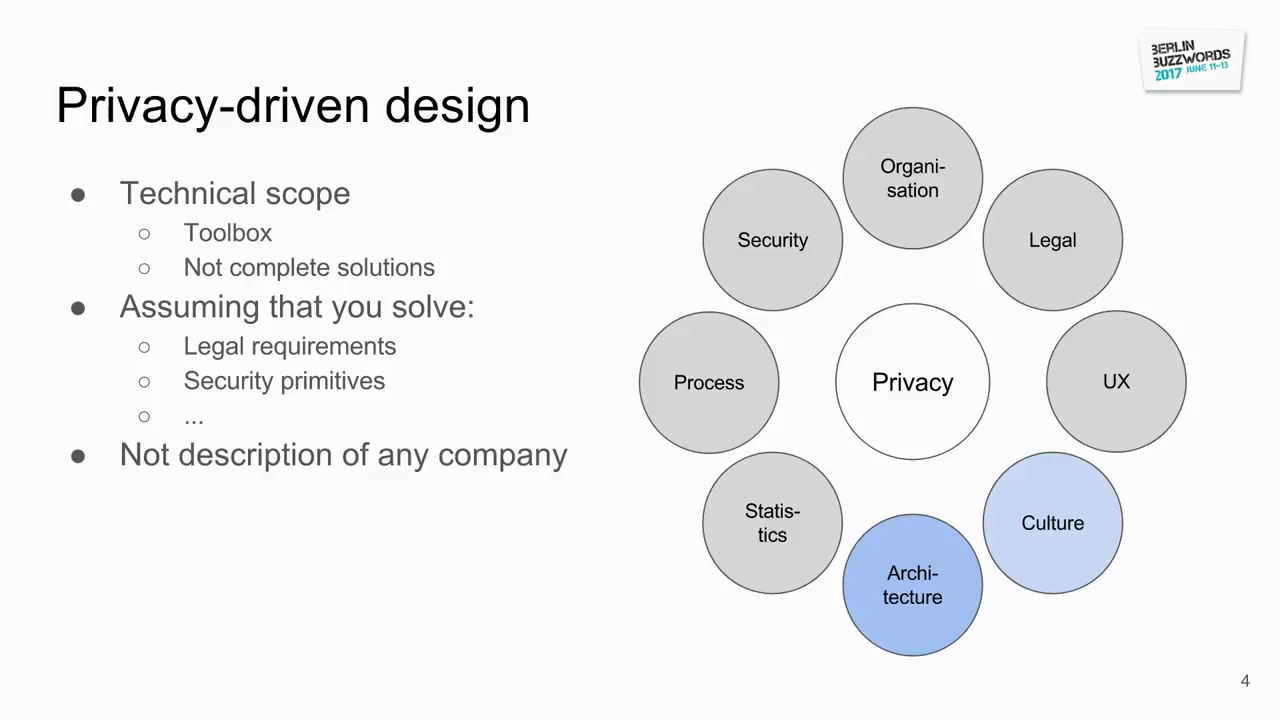 BERLIN
BUZZWORDS
2017 JUNE 11-13
Privacy-driven design
● Technical scope
○ Toolbox
○ Not complete solutions
● Assuming that you solve:
○ Legal requirements
○ Security primitives
○ ...
● Not description of any company
Organi-
sation
Security
Legal
Process
Privacy
UX
Statis-
tics
Culture
Archi-
tecture
4